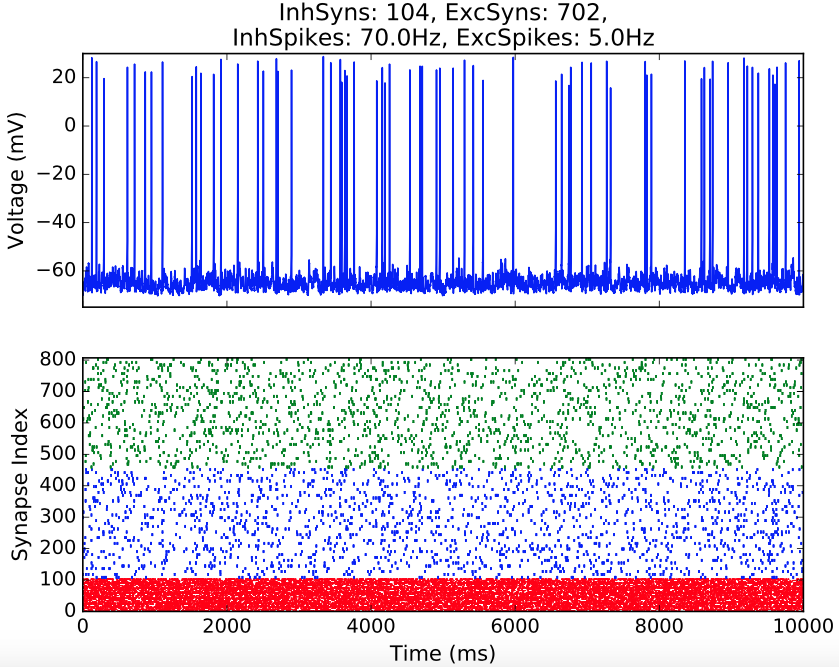 InhSyns: 104, ExcSyns: 702,
InhSpikes: 70.0Hz, ExcSpikes: 5.0Hz
Voltage (mV)
20
0
−20
−40
−60
Synapse Index
800
700
600
500
400
300
200
100
0
0 2000 4000 6000 8000 10000
Time (ms)